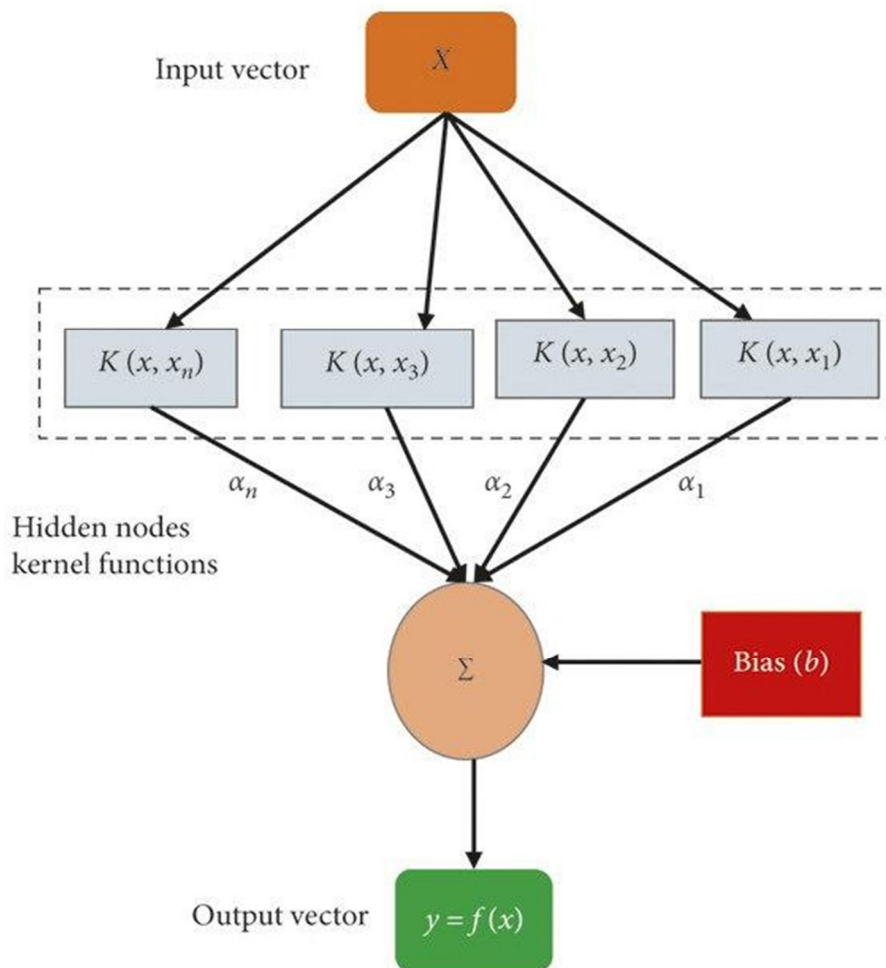 Input vector
X
K (x, xₙ)
K (x, x₃)
K (x, x₂)
K (x, x₁)
αₙ
α₃
α₂
α₁
Hidden nodes
kernel functions
Σ
Bias (b)
Output vector
y = f (x)